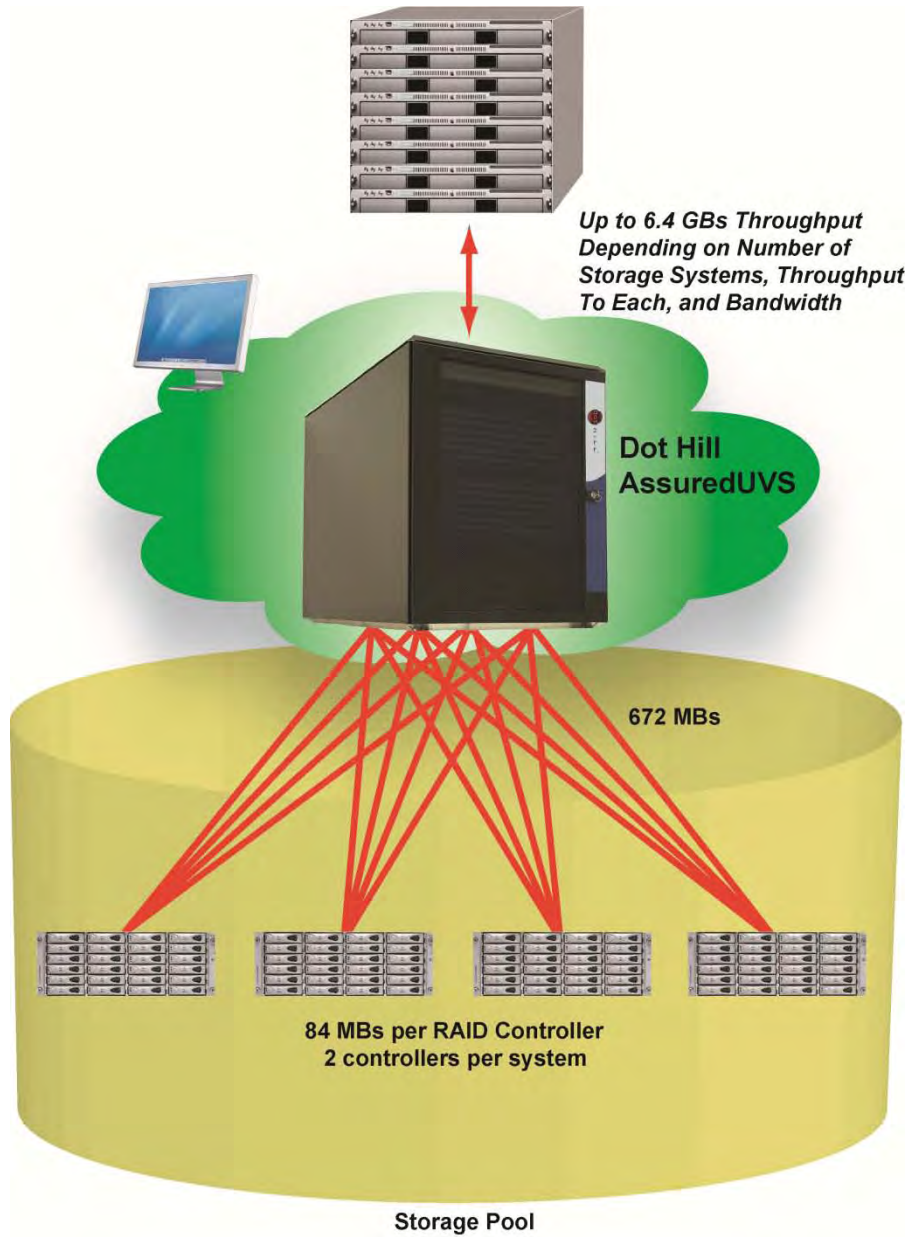 Up to 6.4 GBs Throughput
Depending on Number of
Storage Systems, Throughput
To Each, and Bandwidth
Dot Hill
AssuredUVS
672 MBs
84 MBs per RAID Controller
2 controllers per system
Storage Pool